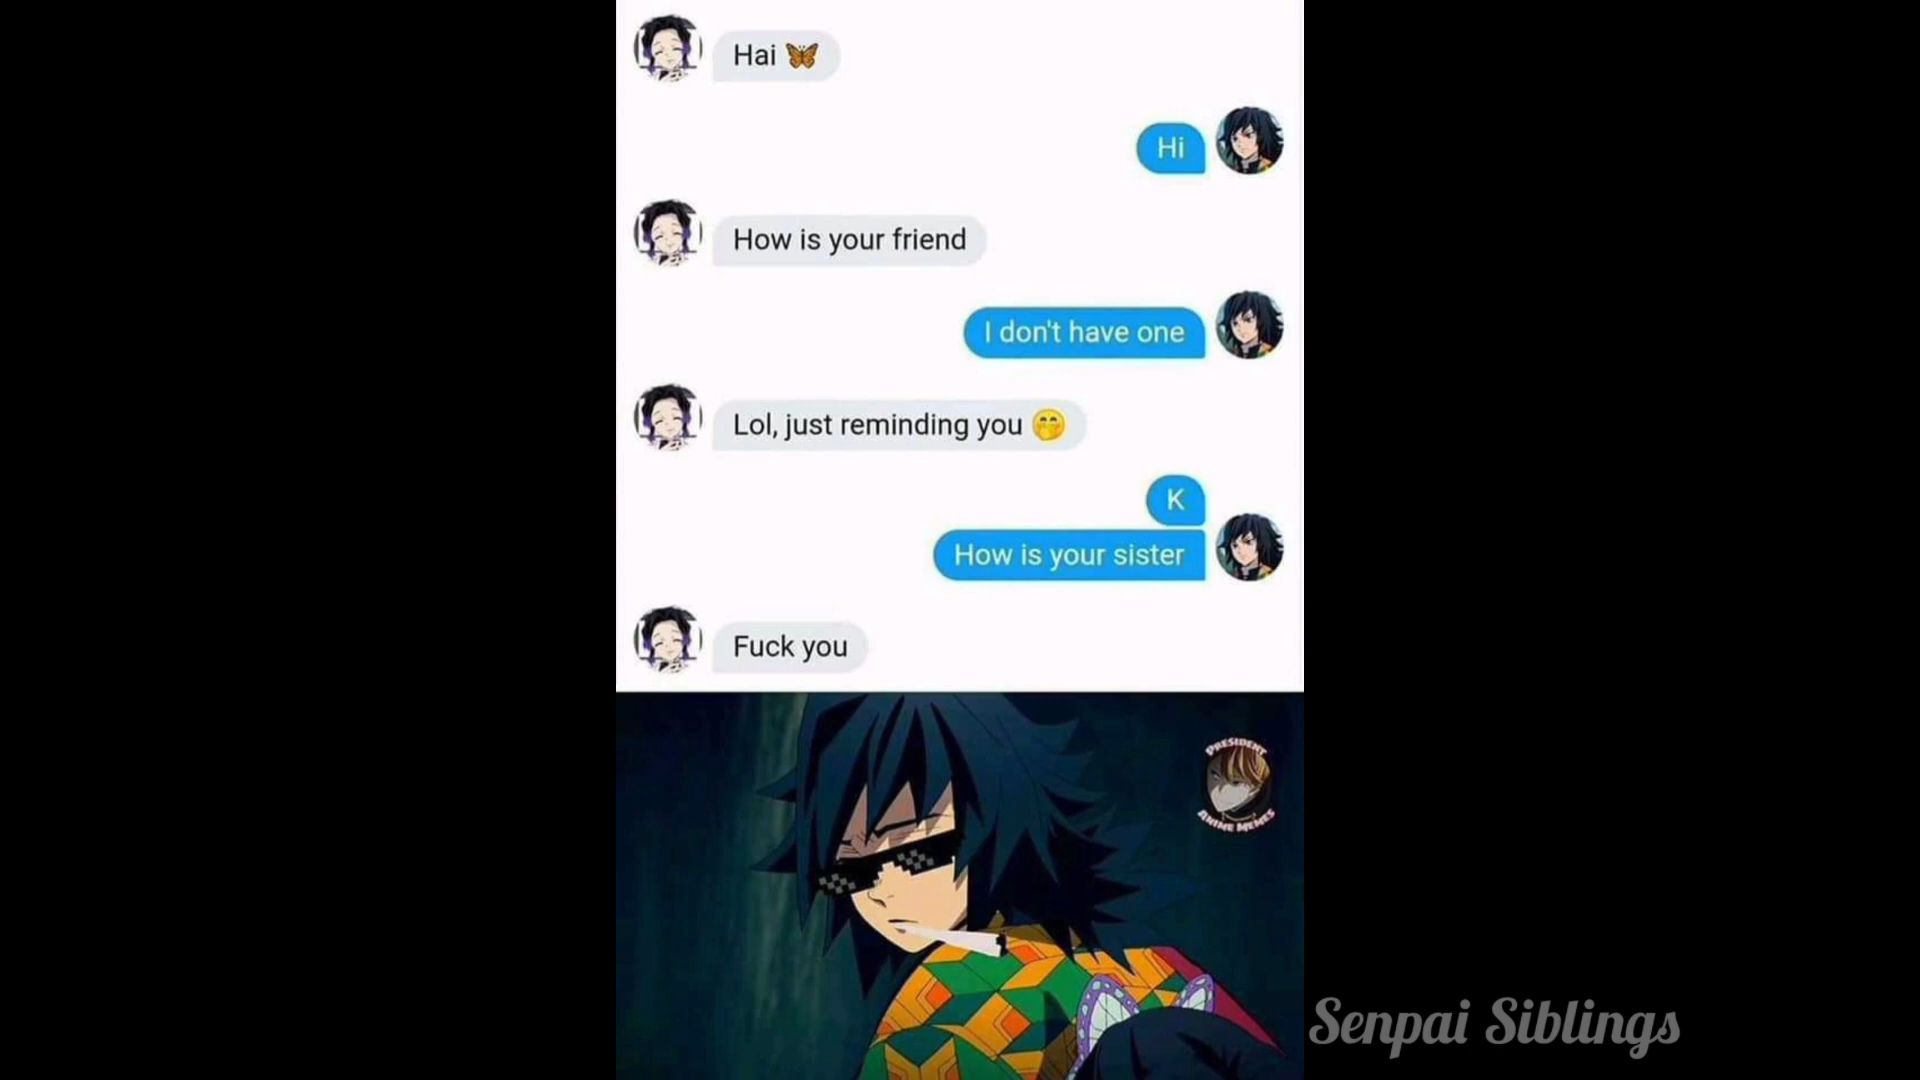 Hai 🦋
Hi
How is your friend
I don't have one
Lol, just reminding you 🤭
K
How is your sister
Fuck you
PRESIDENT
ANIME MEMES
Senpai Siblings